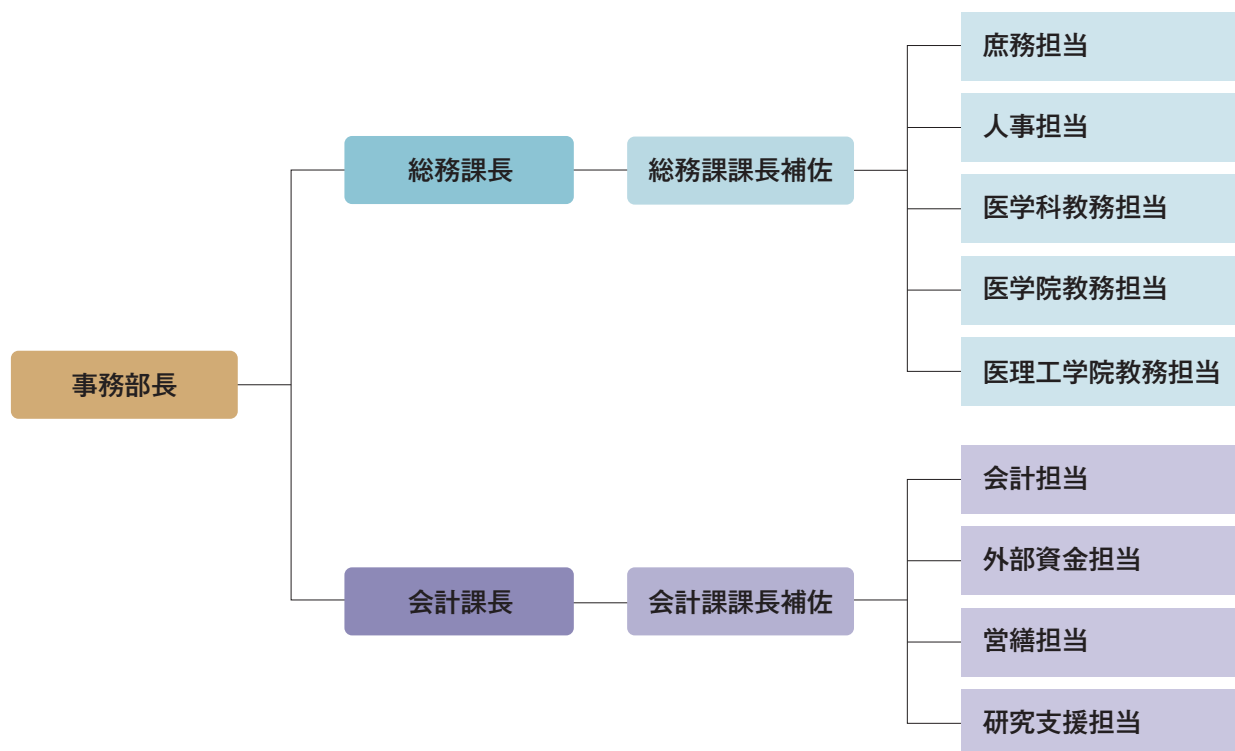 事務部長
総務課長
総務課課長補佐
庶務担当
人事担当
医学科教務担当
医学院教務担当
医理工学院教務担当
会計課長
会計課課長補佐
会計担当
外部資金担当
営繕担当
研究支援担当